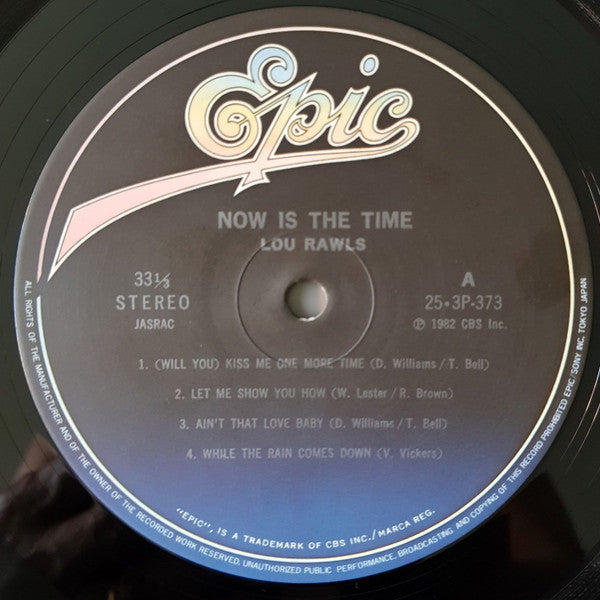 Epic
NOW IS THE TIME
LOU RAWLS
33⅓
STEREO
JASRAC
A
25・3P-373
Ⓟ 1982 CBS Inc.
1. (WILL YOU) KISS ME ONE MORE TIME (D. Williams/T. Bell)
2. LET ME SHOW YOU HOW (W. Lester/R. Brown)
3. AIN'T THAT LOVE BABY (D. Williams/T. Bell)
4. WHILE THE RAIN COMES DOWN (V. Vickers)
"EPIC", IS A TRADEMARK OF CBS INC./MARCA REG.
ALL RIGHTS OF THE MANUFACTURER AND OF THE OWNER OF THE RECORDED WORK RESERVED. UNAUTHORIZED PUBLIC PERFORMANCE, BROADCASTING AND COPYING OF THIS RECORD PROHIBITED EPIC/SONY INC. TOKYO JAPAN